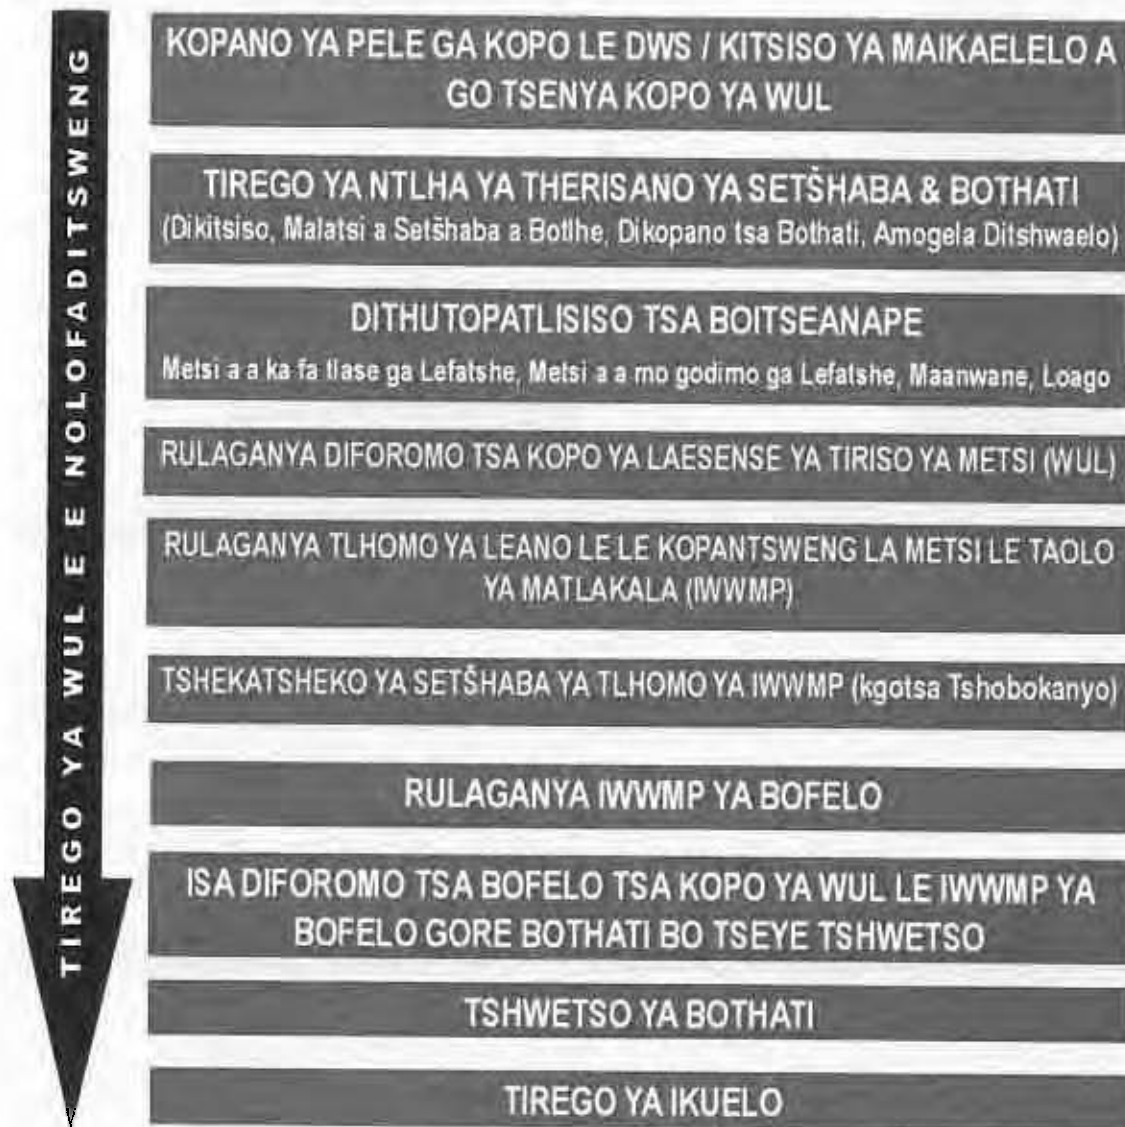 TIREGO YA WUL E E NOLOFADITSWENG
KOPANO YA PELE GA KOPO LE DWS / KITSISO YA MAIKAELELO A
GO TSENYA KOPO YA WUL
TIREGO YA NTLHA YA THERISANO YA SETŠHABA & BOTHATI
(Dikitsiso, Malatsi a Setšhaba a Botlhe, Dikopano tsa Bothati, Amogela Ditshwaelo)
DITHUTOPATLISISO TSA BOITSEANAPE
Metsi a a ka fa tlase ga Lefatshe, Metsi a a mo godimo ga Lefatshe, Maanwane, Loago
RULAGANYA DIFOROMO TSA KOPO YA LAESENSE YA TIRISO YA METSI (WUL)
RULAGANYA TLHOMO YA LEANO LE LE KOPANTSWENG LA METSI LE TAOLO
YA MATLAKALA (IWWMP)
TSHEKATSHEKO YA SETŠHABA YA TLHOMO YA IWWMP (kgotsa Tshobokanyo)
RULAGANYA IWWMP YA BOFELO
ISA DIFOROMO TSA BOFELO TSA KOPO YA WUL LE IWWMP YA
BOFELO GORE BOTHATI BO TSEYE TSHWETSO
TSHWETSO YA BOTHATI
TIREGO YA IKUELO